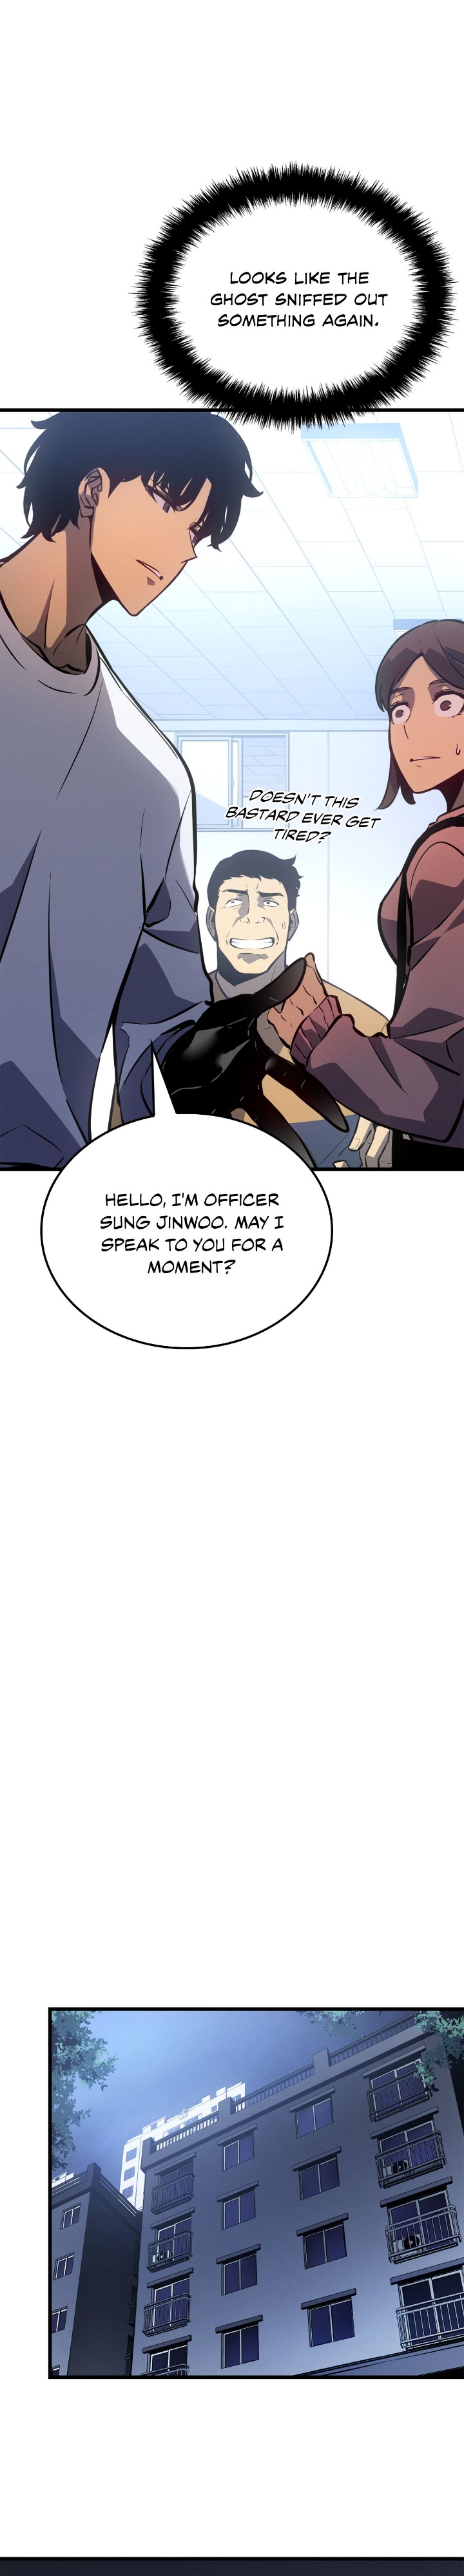 LOOKS LIKE THE
GHOST SNIFFED OUT
SOMETHING AGAIN.
DOESN'T THIS
BASTARD EVER GET
TIRED?
HELLO, I'M OFFICER
SUNG JINWOO. MAY I
SPEAK TO YOU FOR A
MOMENT?